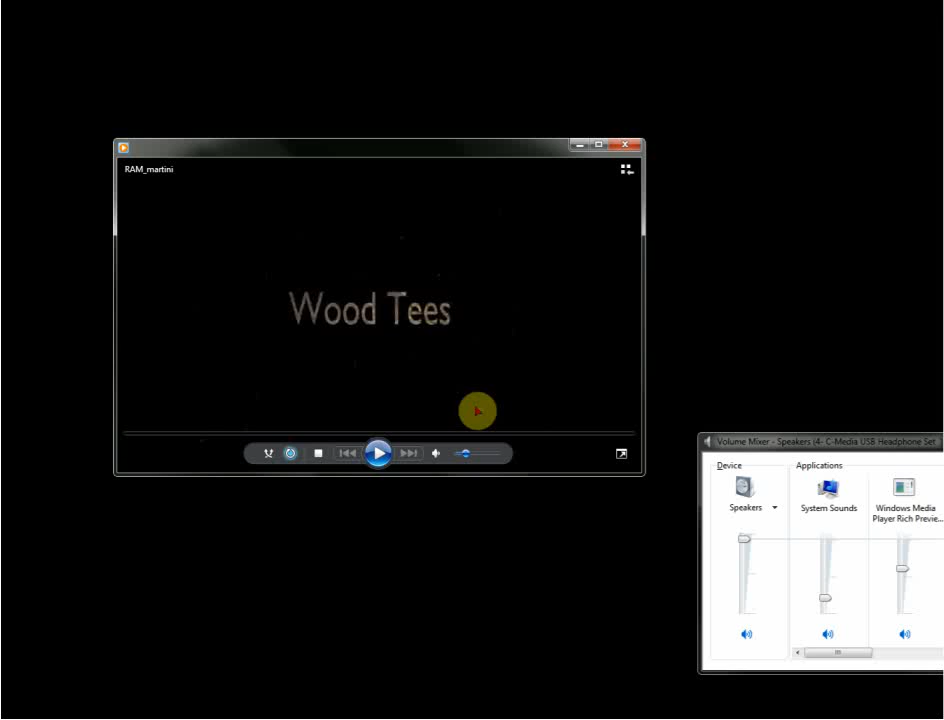 RAM_martini
Wood Tees
Volume Mixer - Speakers (4- C-Media USB Headphone Set
Device
Applications
Speakers
System Sounds
Windows Media
Player Rich Previe...